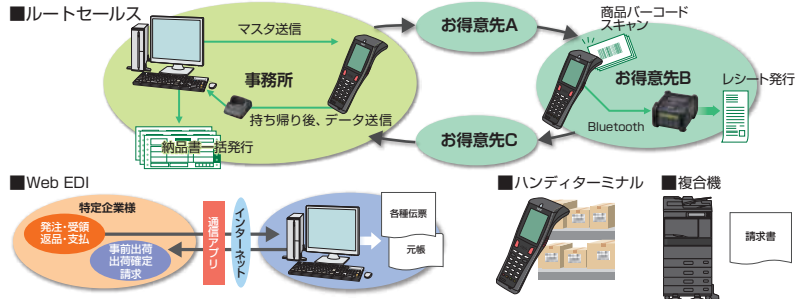 ■ルートセールス
マスタ送信
事務所
持ち帰り後、データ送信
納品書一括発行
お得意先A
お得意先C
商品バーコード
スキャン
お得意先B
レシート発行
Bluetooth
■Web EDI
特定企業様
発注・受領
返品・支払
事前出荷
出荷確定
請求
通信アプリ
インターネット
各種伝票
元帳
■ハンディターミナル
■複合機
請求書